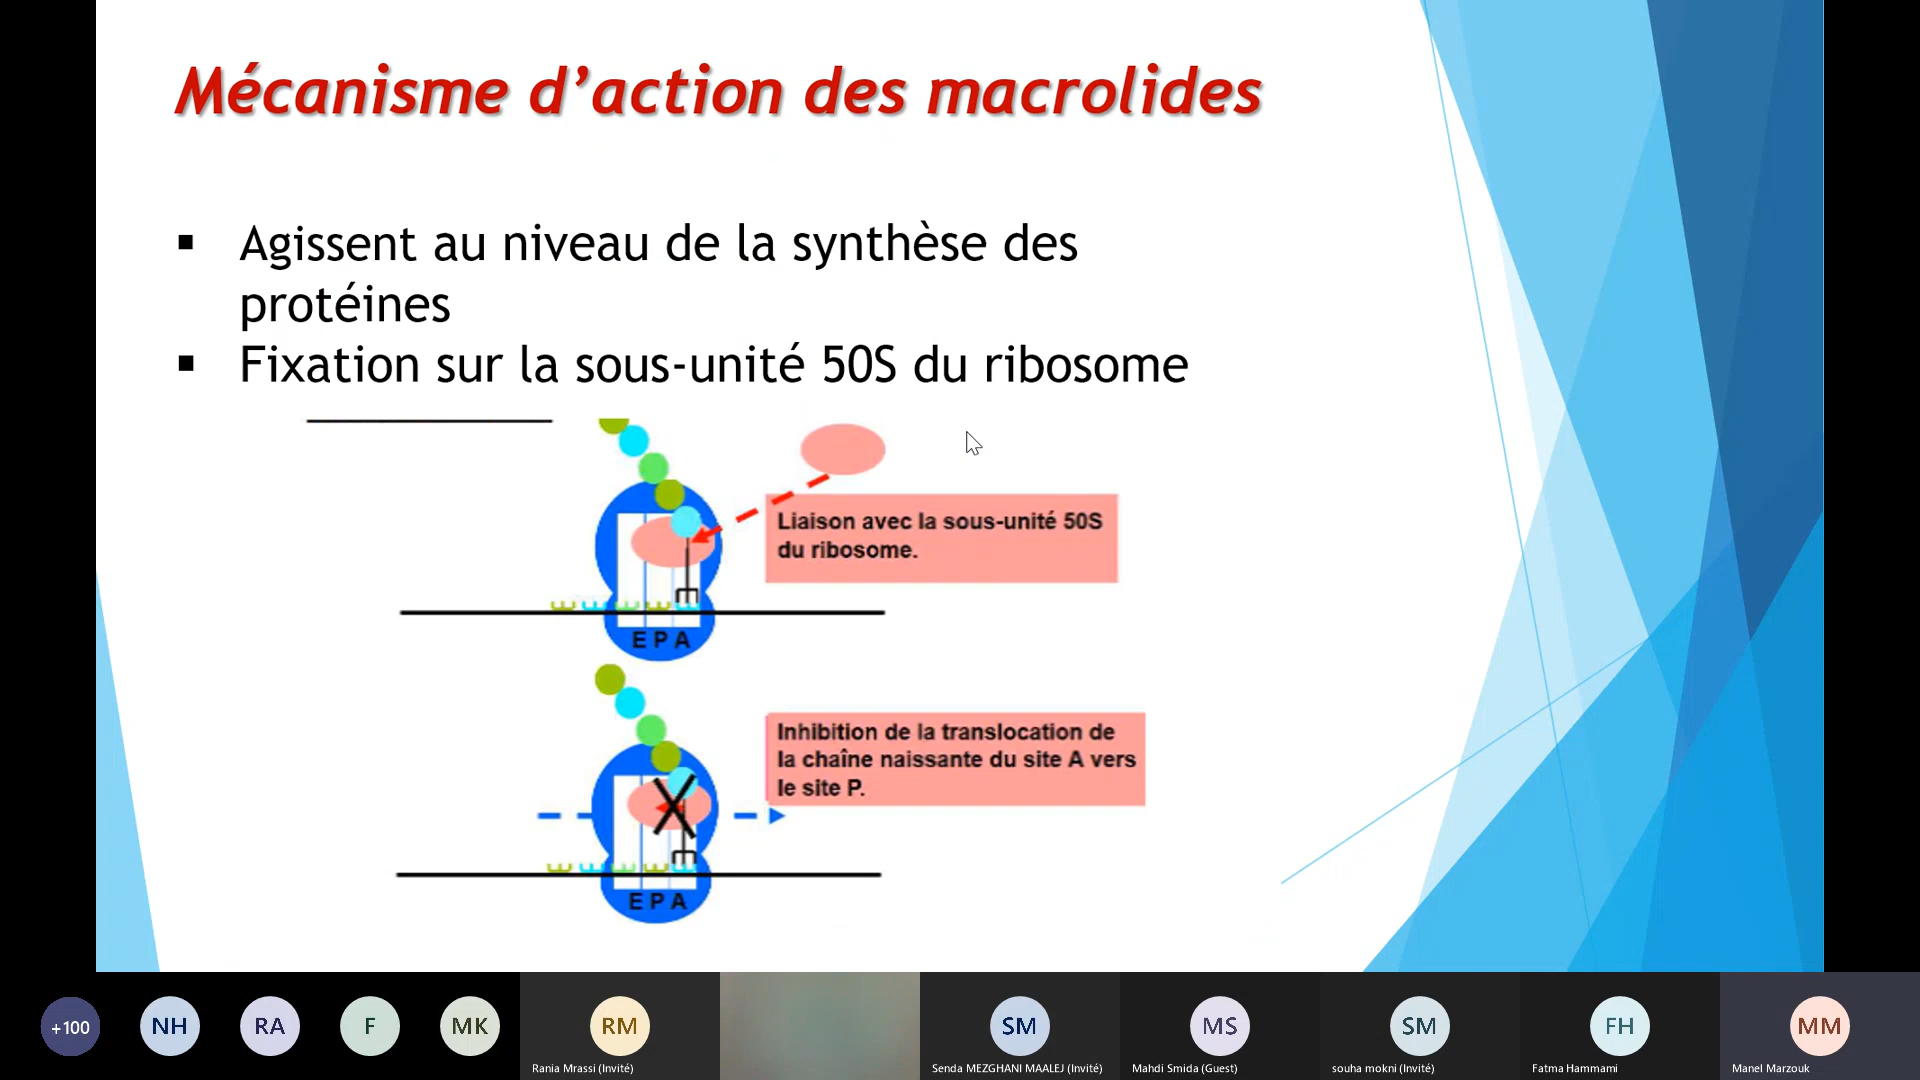 Mécanisme d’action des macrolides
▪ Agissent au niveau de la synthèse des
protéines
▪ Fixation sur la sous-unité 50S du ribosome
Liaison avec la sous-unité 50S
du ribosome.
E P A
Inhibition de la translocation de
la chaîne naissante du site A vers
le site P.
E P A
+100
NH
RA
F
MK
RM
SM
MS
SM
FH
MM
Rania Mrassi (Invité)
Senda MEZGHANI MAALEJ (Invité)
Mahdi Smida (Guest)
souha mokni (Invité)
Fatma Hammami
Manel Marzouk